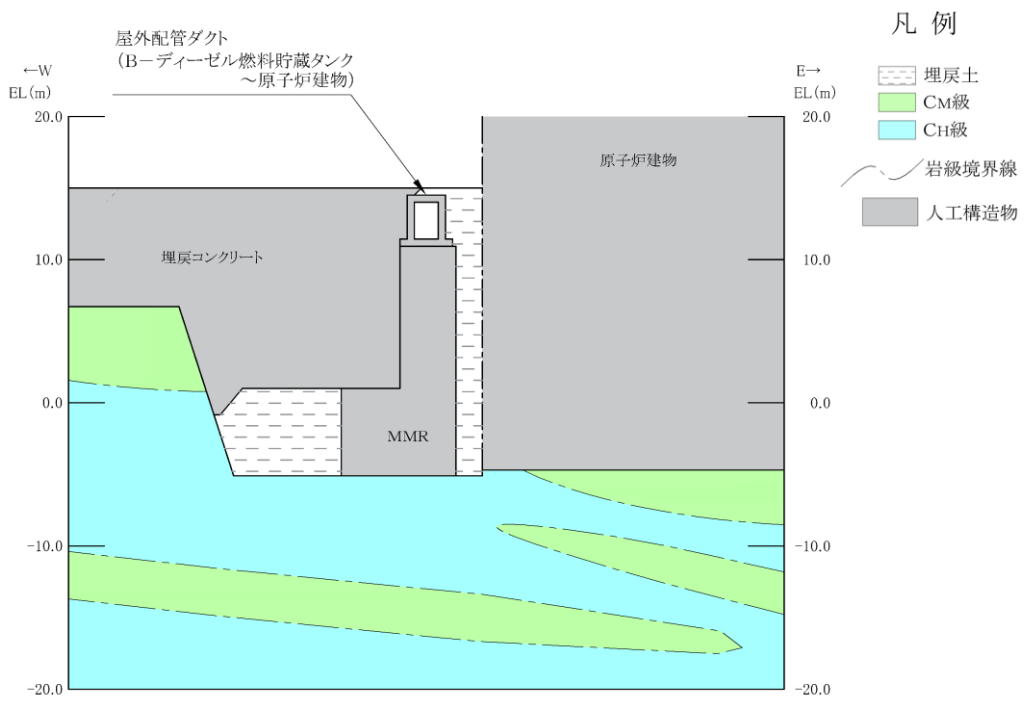 屋外配管ダクト
(B－ディーゼル燃料貯蔵タンク
～原子炉建物)
←W
EL(m)
20.0
10.0
0.0
-10.0
-20.0
埋戻コンクリート
MMR
原子炉建物
E→
EL(m)
20.0
10.0
0.0
-10.0
-20.0
凡 例
埋戻土
CM級
CH級
岩級境界線
人工構造物